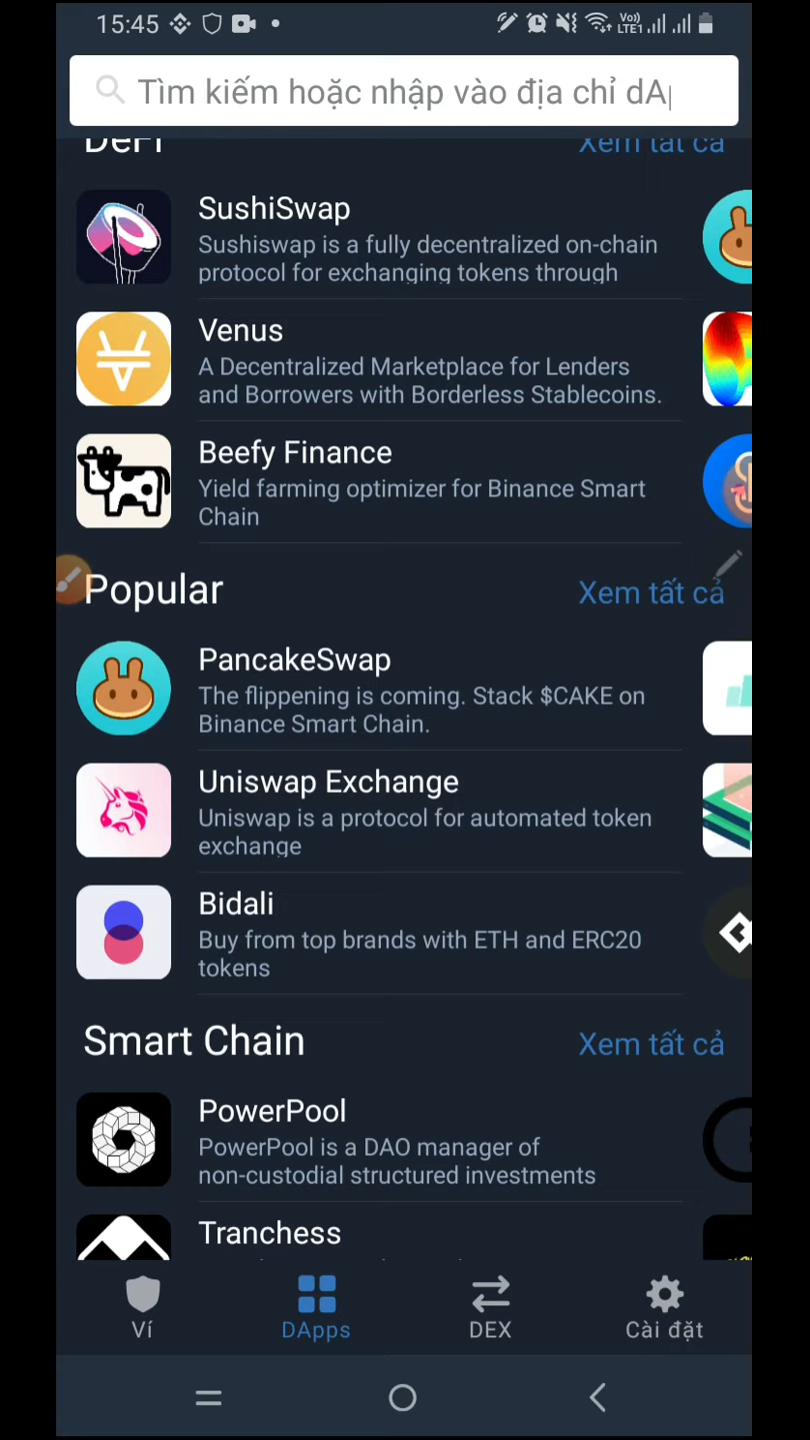 15:45
Vo)) LTE1
Tìm kiếm hoặc nhập vào địa chỉ dA
DeFi Xem tất cả
SushiSwap
Sushiswap is a fully decentralized on-chain
protocol for exchanging tokens through
Venus
A Decentralized Marketplace for Lenders
and Borrowers with Borderless Stablecoins.
Beefy Finance
Yield farming optimizer for Binance Smart
Chain
Popular Xem tất cả
PancakeSwap
The flippening is coming. Stack $CAKE on
Binance Smart Chain.
Uniswap Exchange
Uniswap is a protocol for automated token
exchange
Bidali
Buy from top brands with ETH and ERC20
tokens
Smart Chain Xem tất cả
PowerPool
PowerPool is a DAO manager of
non-custodial structured investments
Tranchess
Ví DApps DEX Cài đặt